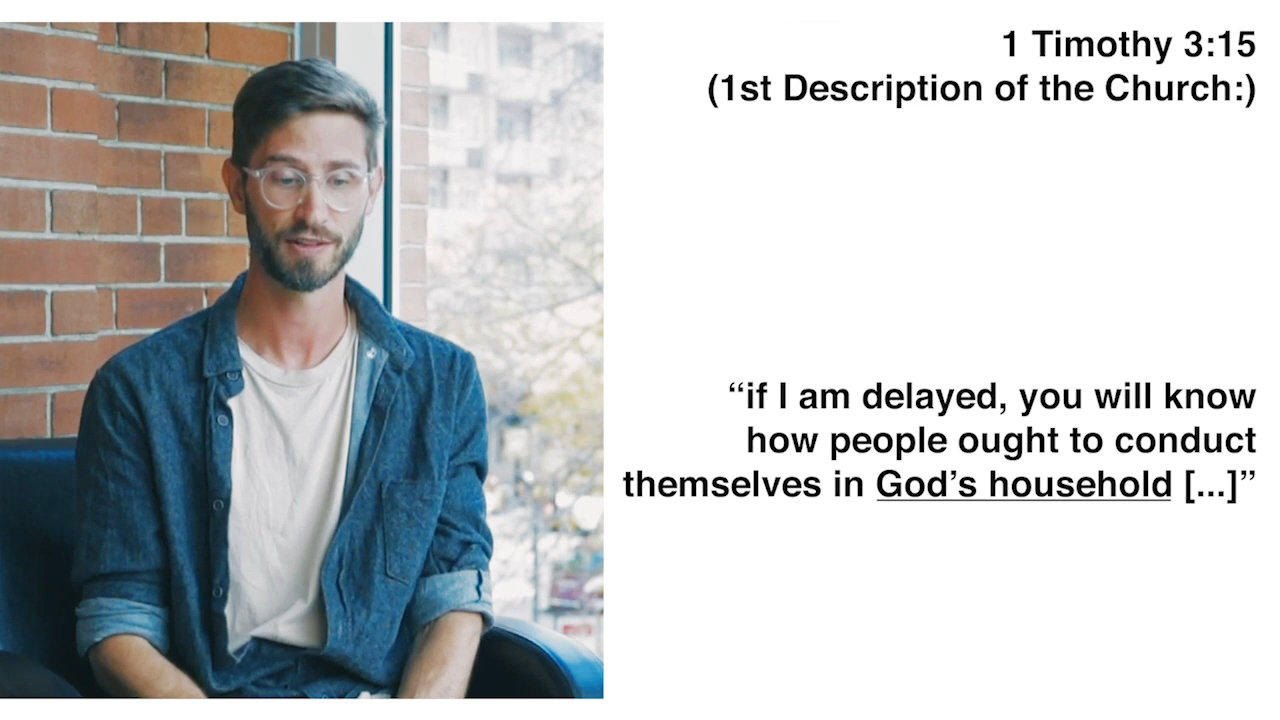 1 Timothy 3:15
(1st Description of the Church:)
“if I am delayed, you will know
how people ought to conduct
themselves in God’s household [...]”